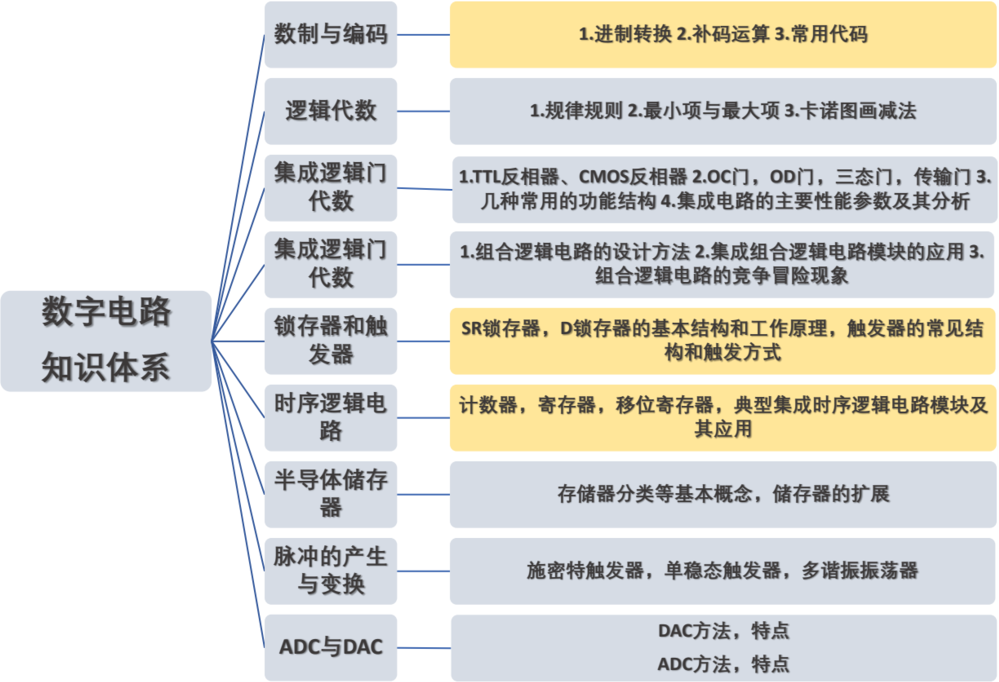 数字电路
知识体系
数制与编码
1.进制转换 2.补码运算 3.常用代码
逻辑代数
1.规律规则 2.最小项与最大项 3.卡诺图画减法
集成逻辑门
代数
1.TTL反相器、CMOS反相器 2.OC门，OD门，三态门，传输门 3.
几种常用的功能结构 4.集成电路的主要性能参数及其分析
集成逻辑门
代数
1.组合逻辑电路的设计方法 2.集成组合逻辑电路模块的应用 3.
组合逻辑电路的竞争冒险现象
锁存器和触
发器
SR锁存器，D锁存器的基本结构和工作原理，触发器的常见结
构和触发方式
时序逻辑电
路
计数器，寄存器，移位寄存器，典型集成时序逻辑电路模块及
其应用
半导体储存
器
存储器分类等基本概念，储存器的扩展
脉冲的产生
与变换
施密特触发器，单稳态触发器，多谐振振荡器
ADC与DAC
DAC方法，特点
ADC方法，特点